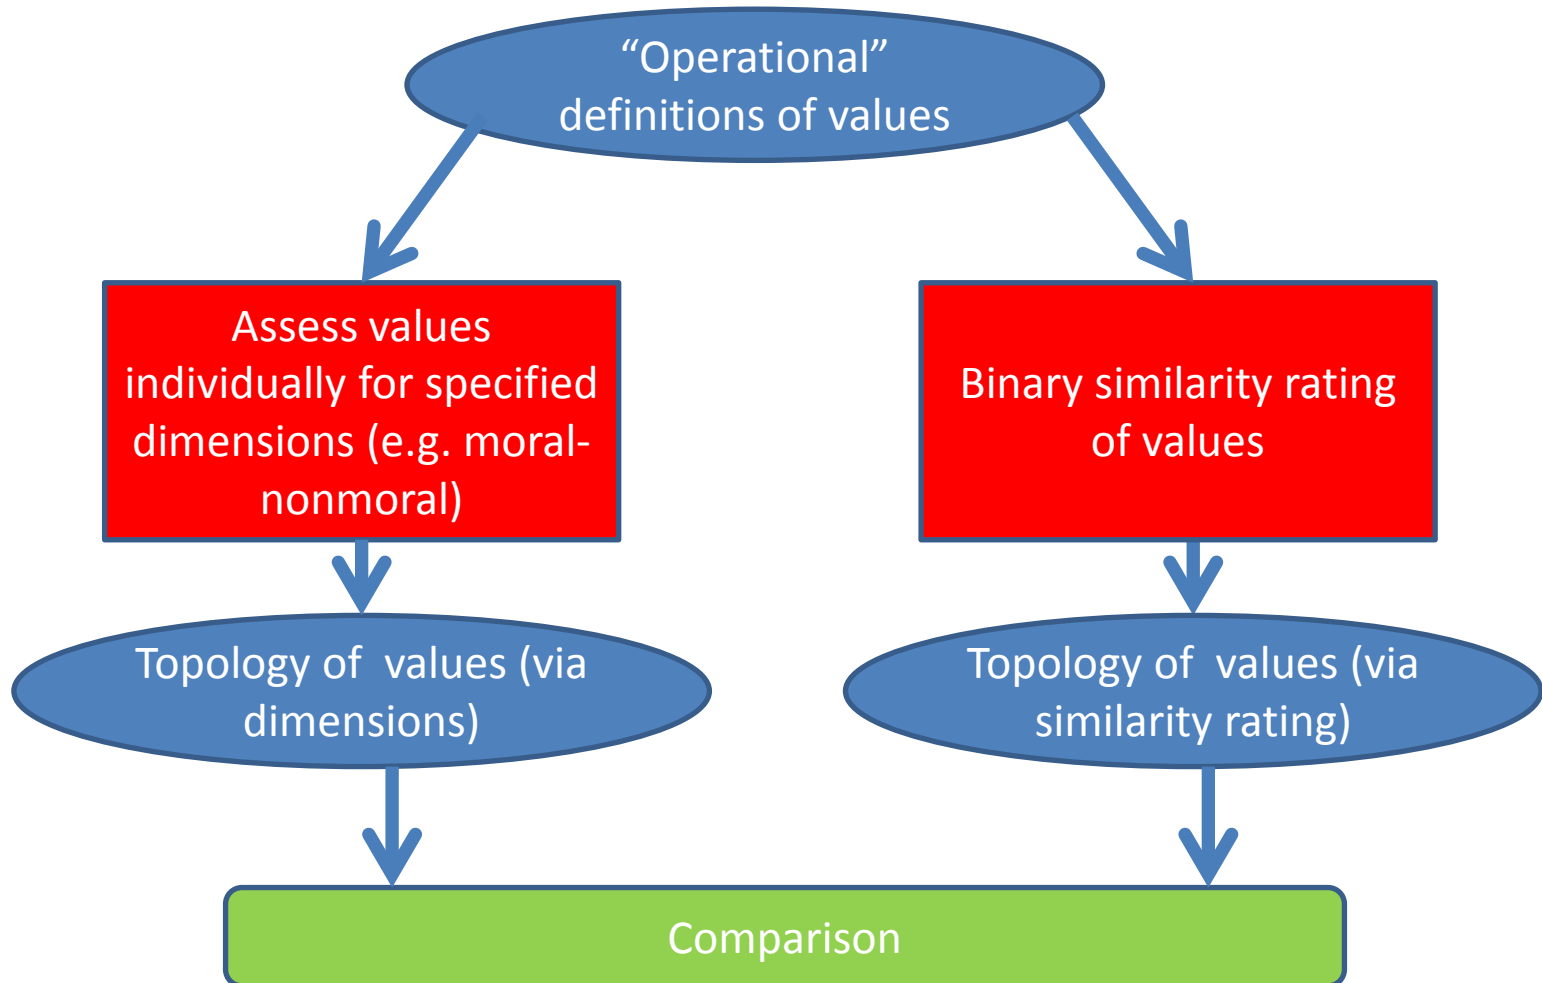 “Operational”
definitions of values
Assess values
individually for specified
dimensions (e.g. moral-
nonmoral)
Binary similarity rating
of values
Topology of  values (via
dimensions)
Topology of  values (via
similarity rating)
Comparison